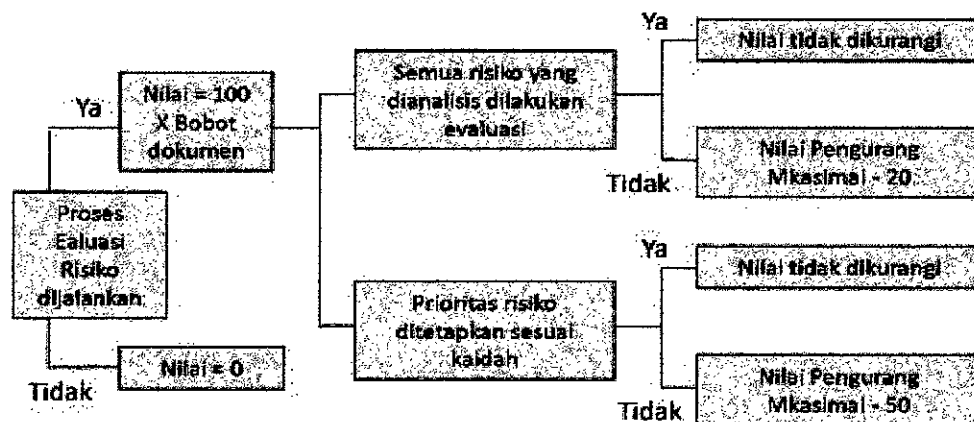 Proses
Ealuasi
Risiko
dijalankan
Ya
Nilai = 100
X Bobot
dokumen
Tidak
Nilai = 0
Semua risiko yang
dianalisis dilakukan
evaluasi
Ya
Nilai tidak dikurangi
Tidak
Nilai Pengurang
Mkasimal - 20
Prioritas risiko
ditetapkan sesuai
kaidah
Ya
Nilai tidak dikurangi
Tidak
Nilai Pengurang
Mkasimal - 50